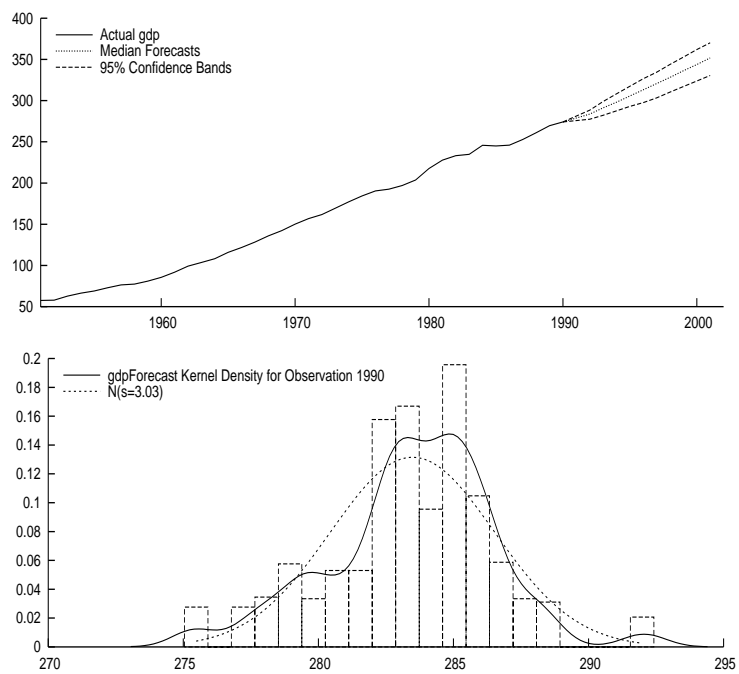 400
350
300
250
200
150
100
50
Actual gdp
Median Forecasts
95% Confidence Bands
1960 1970 1980 1990 2000
0.2
0.18
0.16
0.14
0.12
0.1
0.08
0.06
0.04
0.02
0
gdpForecast Kernel Density for Observation 1990
N(s=3.03)
270 275 280 285 290 295